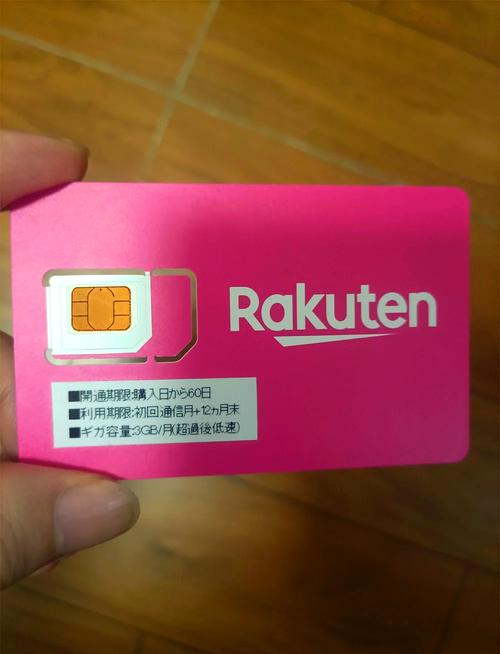 Rakuten
■開通期限:購入日から60日
■利用期限:初回通信月+12ヵ月末
■ギガ容量:3GB/月(超過後低速)